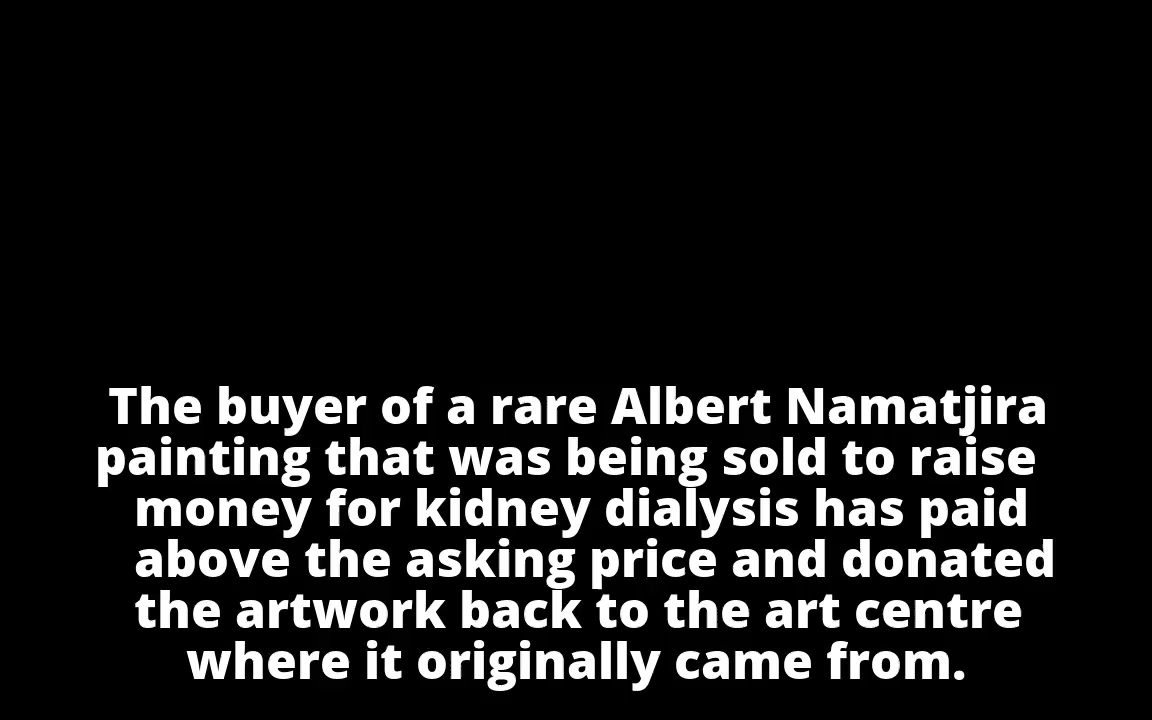 The buyer of a rare Albert Namatjira
painting that was being sold to raise
money for kidney dialysis has paid
above the asking price and donated
the artwork back to the art centre
where it originally came from.